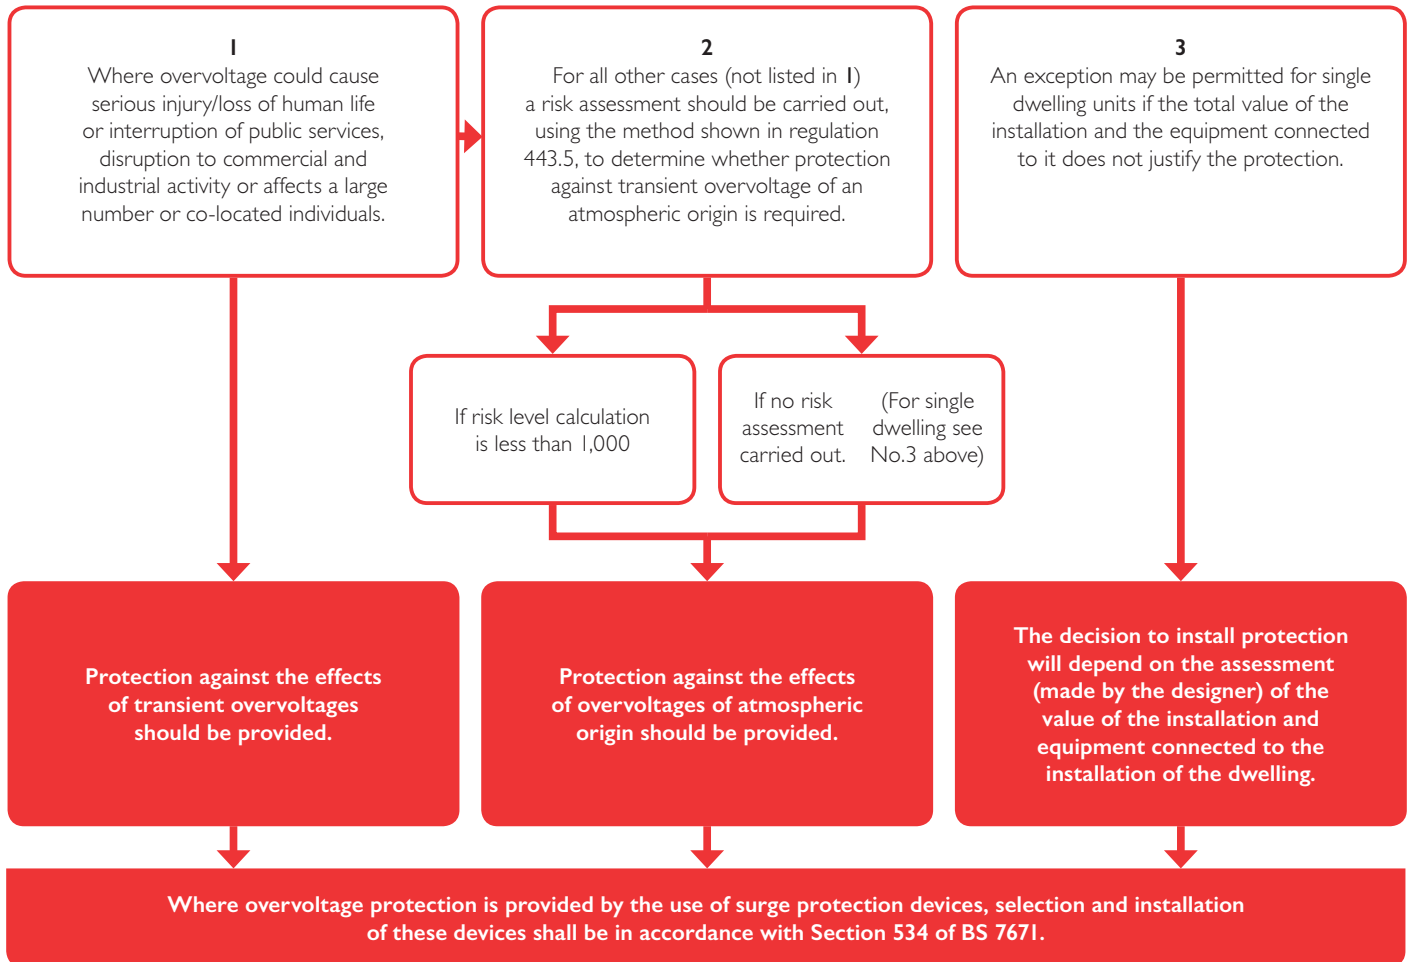 1
Where overvoltage could cause
serious injury/loss of human life
or interruption of public services,
disruption to commercial and
industrial activity or affects a large
number or co-located individuals.
2
For all other cases (not listed in 1)
a risk assessment should be carried out,
using the method shown in regulation
443.5, to determine whether protection
against transient overvoltage of an
atmospheric origin is required.
3
An exception may be permitted for single
dwelling units if the total value of the
installation and the equipment connected
to it does not justify the protection.
If risk level calculation
is less than 1,000
If no risk
assessment
carried out.
(For single
dwelling see
No.3 above)
Protection against the effects
of transient overvoltages
should be provided.
Protection against the effects
of overvoltages of atmospheric
origin should be provided.
The decision to install protection
will depend on the assessment
(made by the designer) of the
value of the installation and
equipment connected to the
installation of the dwelling.
Where overvoltage protection is provided by the use of surge protection devices, selection and installation
of these devices shall be in accordance with Section 534 of BS 7671.